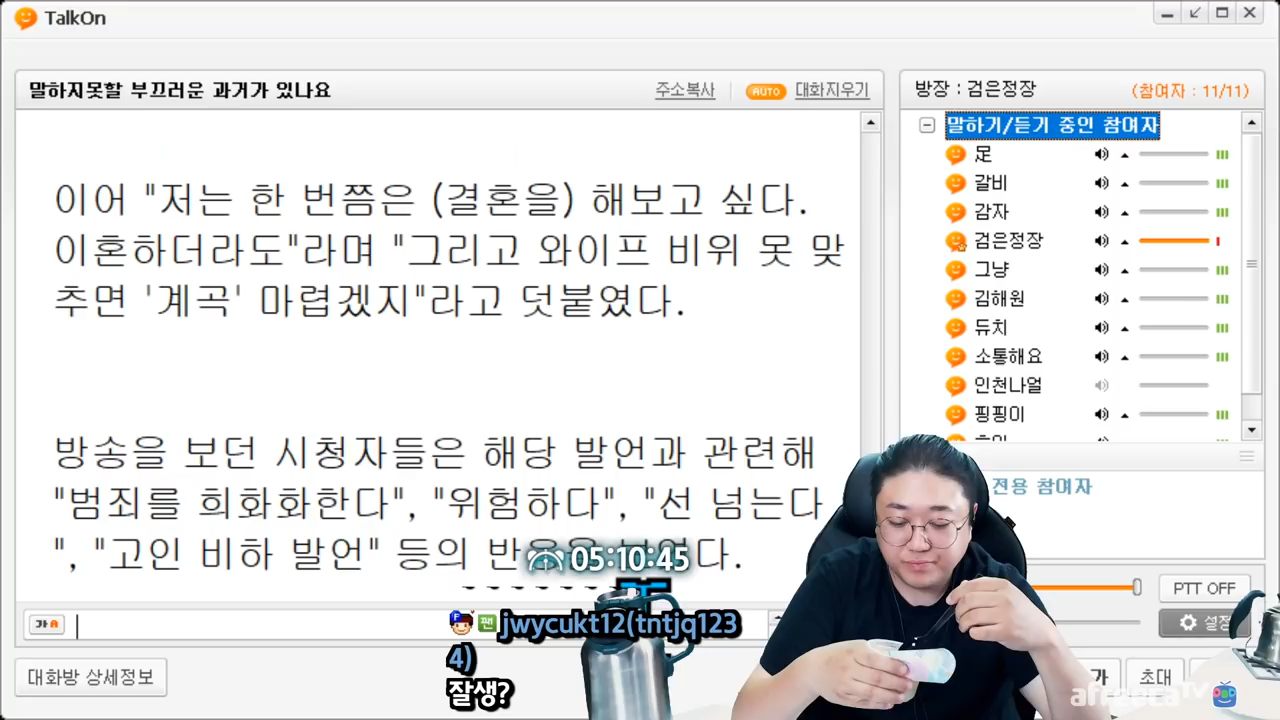 TalkOn
말하지못할 부끄러운 과거가 있나요
주소복사
AUTO
대화지우기
이어 "저는 한 번쯤은 (결혼을) 해보고 싶다.
이혼하더라도"라며 "그리고 와이프 비위 못 맞
추면 '계곡' 마렵겠지"라고 덧붙였다.
방송을 보던 시청자들은 해당 발언과 관련해
"범죄를 희화화한다", "위험하다", "선 넘는다
", "고인 비하 발언" 등의
다.
05:10:45
가A
F
팬
jwycukt12(tntjq123
4)
잘생?
대화방 상세정보
방장 : 검은정장
(참여자 : 11/11)
말하기/듣기 중인 참여자
足
갈비
감자
검은정장
그냥
김해원
듀치
소통해요
인천나얼
핑핑이
전용 참여자
PTT OFF
설정
가
초대
afreecaTV